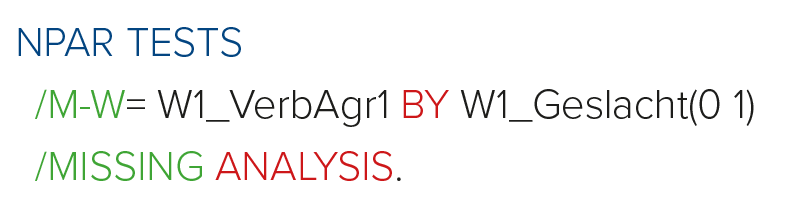 NPAR TESTS
/M-W= W1_VerbAgr1 BY W1_Geslacht(0 1)
/MISSING ANALYSIS.